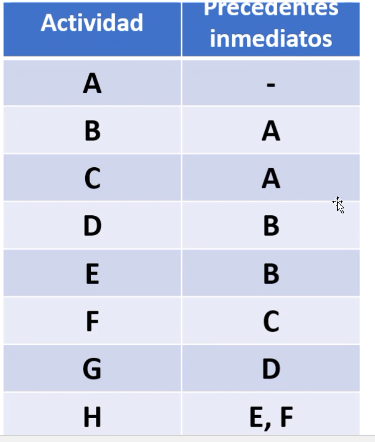 Actividad Precedentes
inmediatos
A -
B A
C A
D B
E B
F C
G D
H E, F